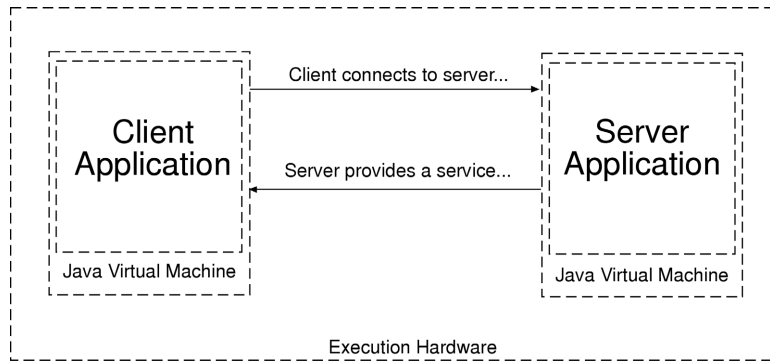 Client connects to server...
Client
Application
Server
Application
Server provides a service...
Java Virtual Machine
Java Virtual Machine
Execution Hardware